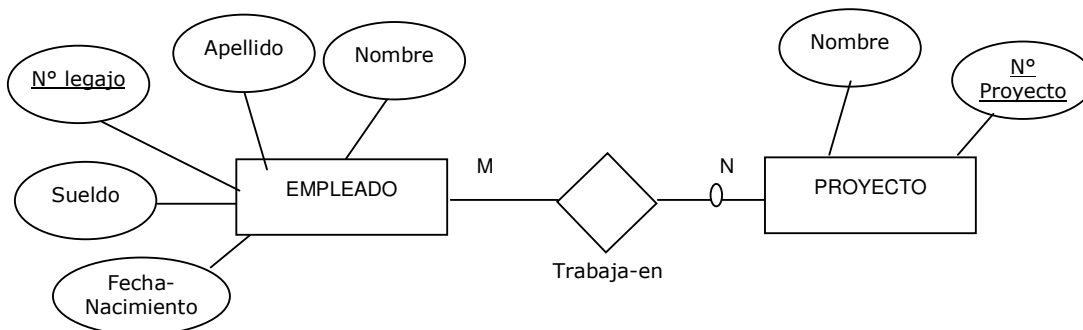 Apellido
Nombre
Nombre
N° legajo
N°
Proyecto
EMPLEADO
M
N
PROYECTO
Sueldo
Trabaja-en
Fecha-
Nacimiento